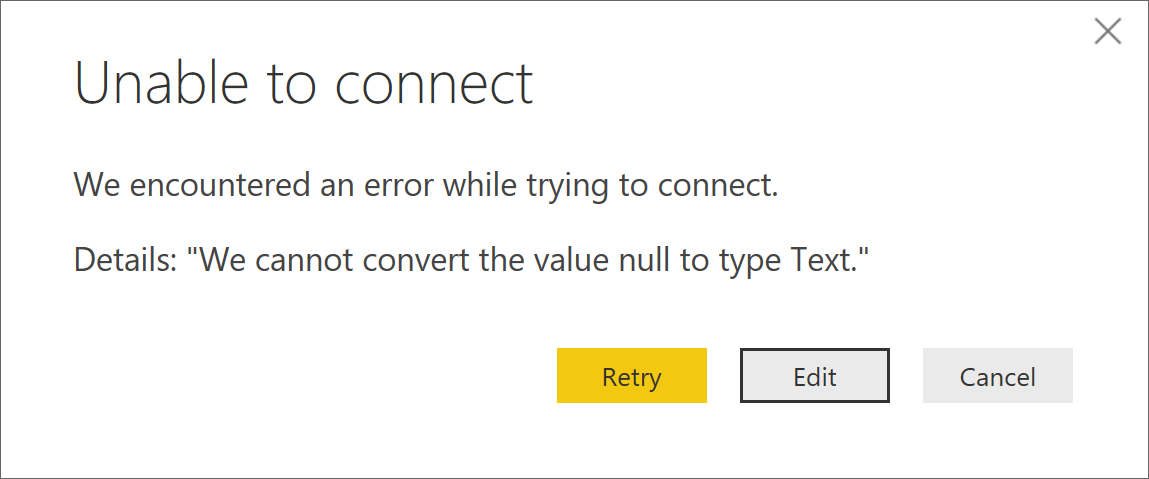 Unable to connect
We encountered an error while trying to connect.
Details: "We cannot convert the value null to type Text."
Retry Edit Cancel